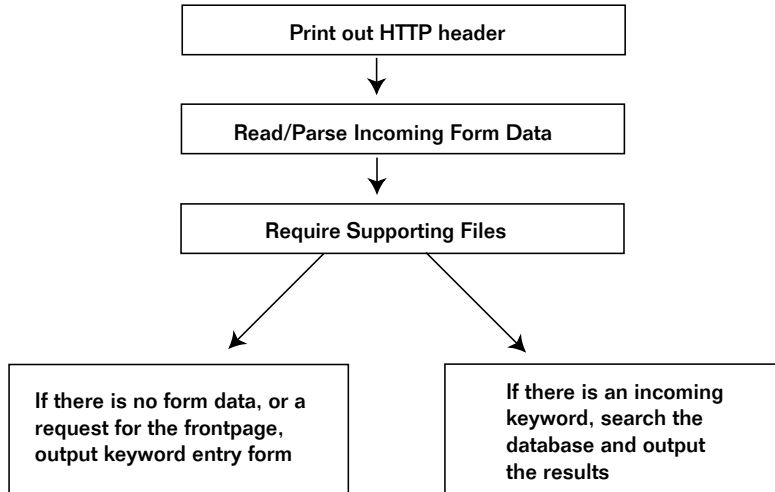 Print out HTTP header
Read/Parse Incoming Form Data
Require Supporting Files
If there is no form data, or a
request for the frontpage,
output keyword entry form
If there is an incoming
keyword, search the
database and output
the results